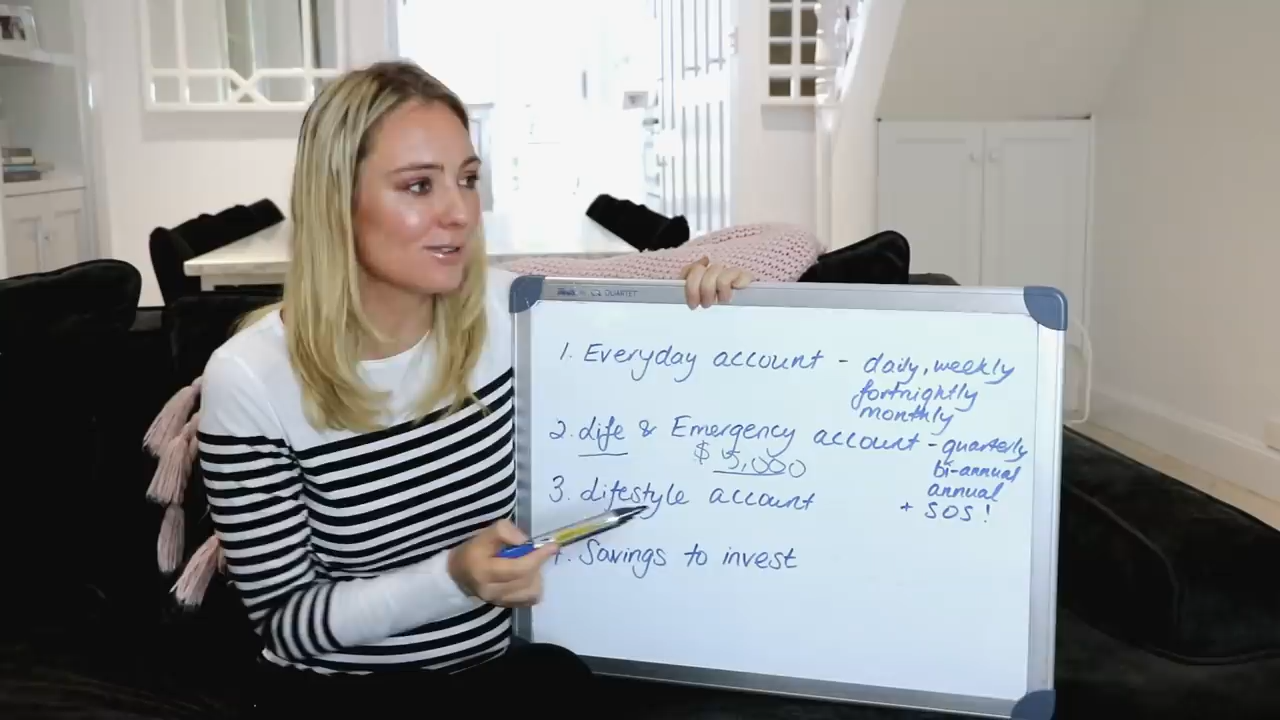 QUARTET
1. Everyday account - daily, weekly
fortnightly
monthly
2. Life & Emergency account - quarterly
$5,000
bi-annual
annual
+ SOS!
3. Lifestyle account
4. Savings to invest